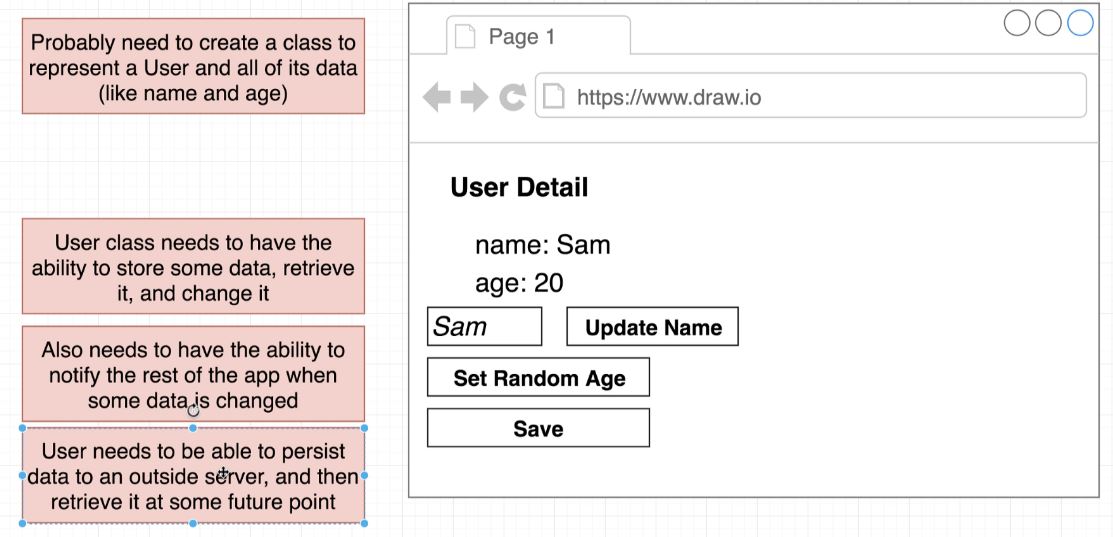 Probably need to create a class to
represent a User and all of its data
(like name and age)
User class needs to have the
ability to store some data, retrieve
it, and change it
Also needs to have the ability to
notify the rest of the app when
some data is changed
User needs to be able to persist
data to an outside server, and then
retrieve it at some future point
Page 1
https://www.draw.io
User Detail
name: Sam
age: 20
Sam
Update Name
Set Random Age
Save